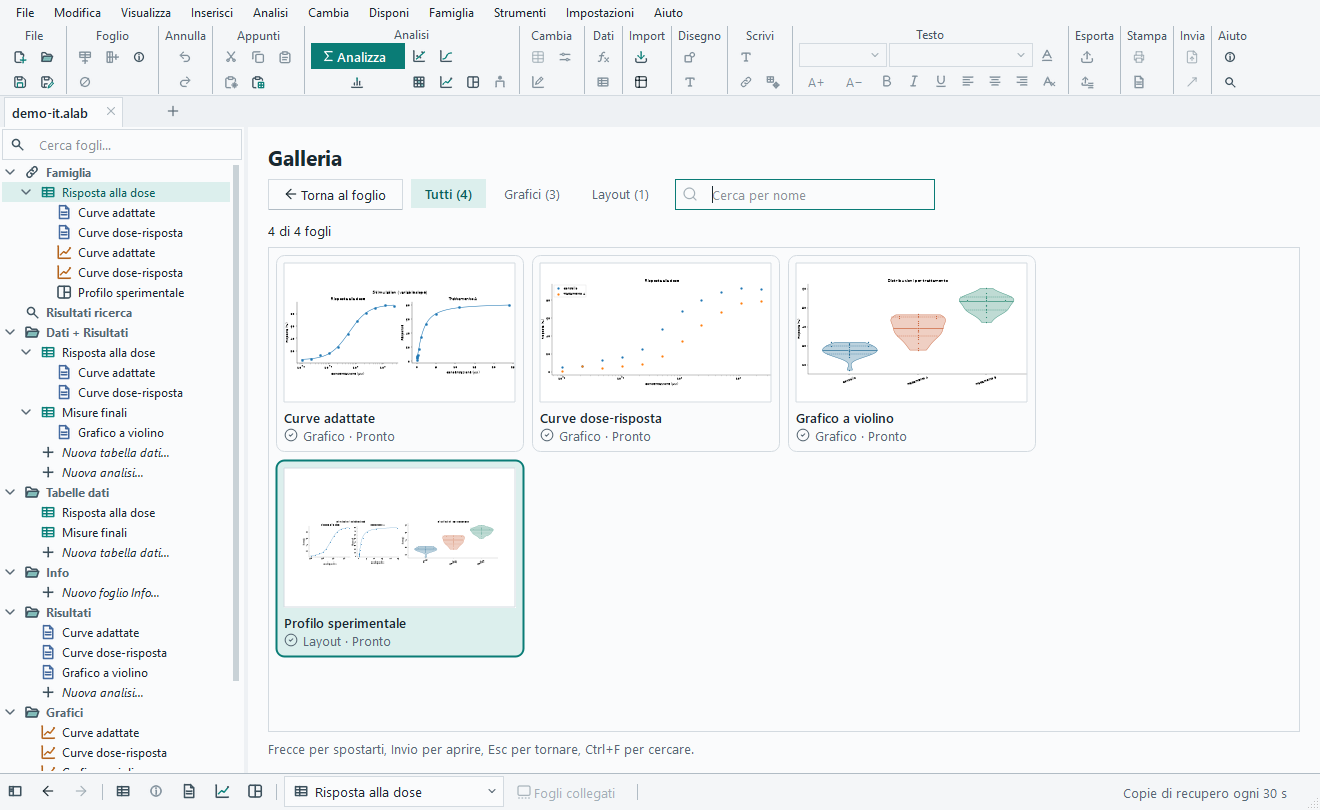 File Modifica Visualizza Inserisci Analisi Cambia Disponi Famiglia Strumenti Impostazioni Aiuto
File Foglio Annulla Appunti Analisi Cambia Dati Import Disegno Scrivi Testo Esporta Stampa Invia Aiuto
Σ Analizza
demo-it.alab
Cerca fogli...
Famiglia
Risposta alla dose
Curve adattate
Curve dose-risposta
Curve adattate
Curve dose-risposta
Profilo sperimentale
Risultati ricerca
Dati + Risultati
Risposta alla dose
Curve adattate
Curve dose-risposta
Misure finali
Grafico a violino
Nuova tabella dati...
Nuova analisi...
Tabelle dati
Risposta alla dose
Misure finali
Nuova tabella dati...
Info
Nuovo foglio Info...
Risultati
Curve adattate
Curve dose-risposta
Grafico a violino
Nuova analisi...
Grafici
Curve adattate
Curve dose-risposta
Galleria
Torna al foglio Tutti (4) Grafici (3) Layout (1) Cerca per nome
4 di 4 fogli
Risposta alla dose
Distribuzioni per trattamento
Curve adattate
Grafico · Pronto
Curve dose-risposta
Grafico · Pronto
Grafico a violino
Grafico · Pronto
Profilo sperimentale
Layout · Pronto
Frecce per spostarti, Invio per aprire, Esc per tornare, Ctrl+F per cercare.
Risposta alla dose Fogli collegati Copie di recupero ogni 30 s